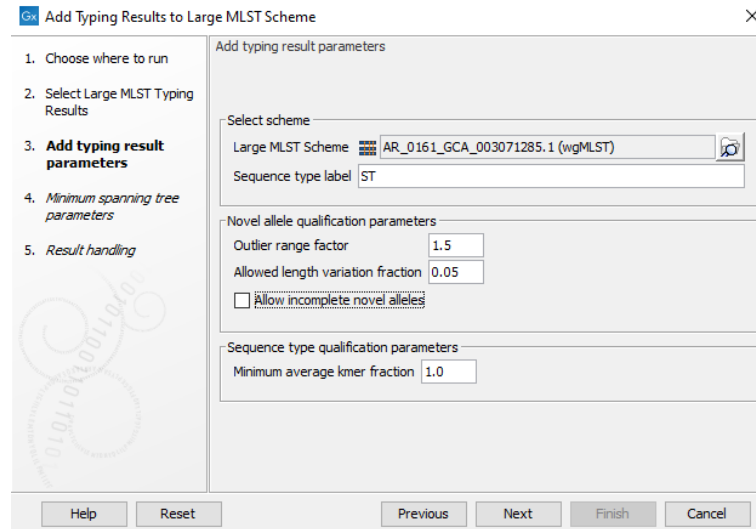 Gx Add Typing Results to Large MLST Scheme
1. Choose where to run
2. Select Large MLST Typing
Results
3. Add typing result
parameters
4. Minimum spanning tree
parameters
5. Result handling
Add typing result parameters
Select scheme
Large MLST Scheme AR_0161_GCA_003071285.1 (wgMLST)
Sequence type label ST
Novel allele qualification parameters
Outlier range factor 1.5
Allowed length variation fraction 0.05
Allow incomplete novel alleles
Sequence type qualification parameters
Minimum average kmer fraction 1.0
Help Reset Previous Next Finish Cancel